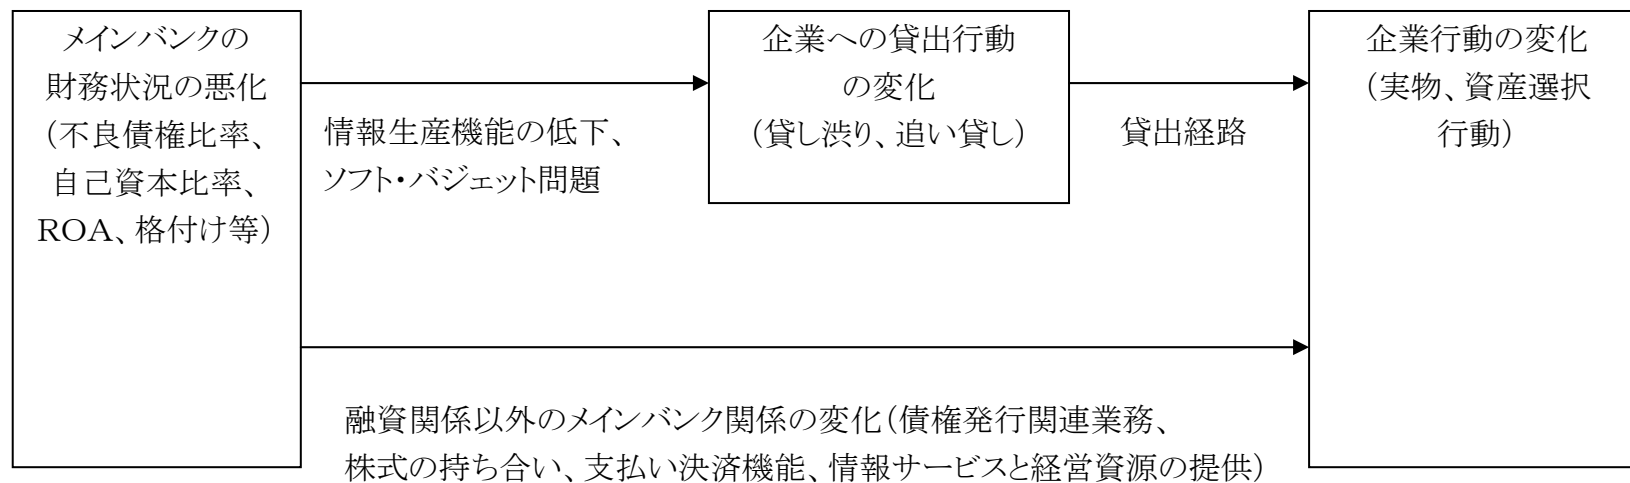 メインバンクの
財務状況の悪化
(不良債権比率、
自己資本比率、
ROA、格付け等)
情報生産機能の低下、
ソフト・バジェット問題
企業への貸出行動
の変化
(貸し渋り、追い貸し)
貸出経路
企業行動の変化
(実物、資産選択
行動)
融資関係以外のメインバンク関係の変化(債権発行関連業務、
株式の持ち合い、支払い決済機能、情報サービスと経営資源の提供)